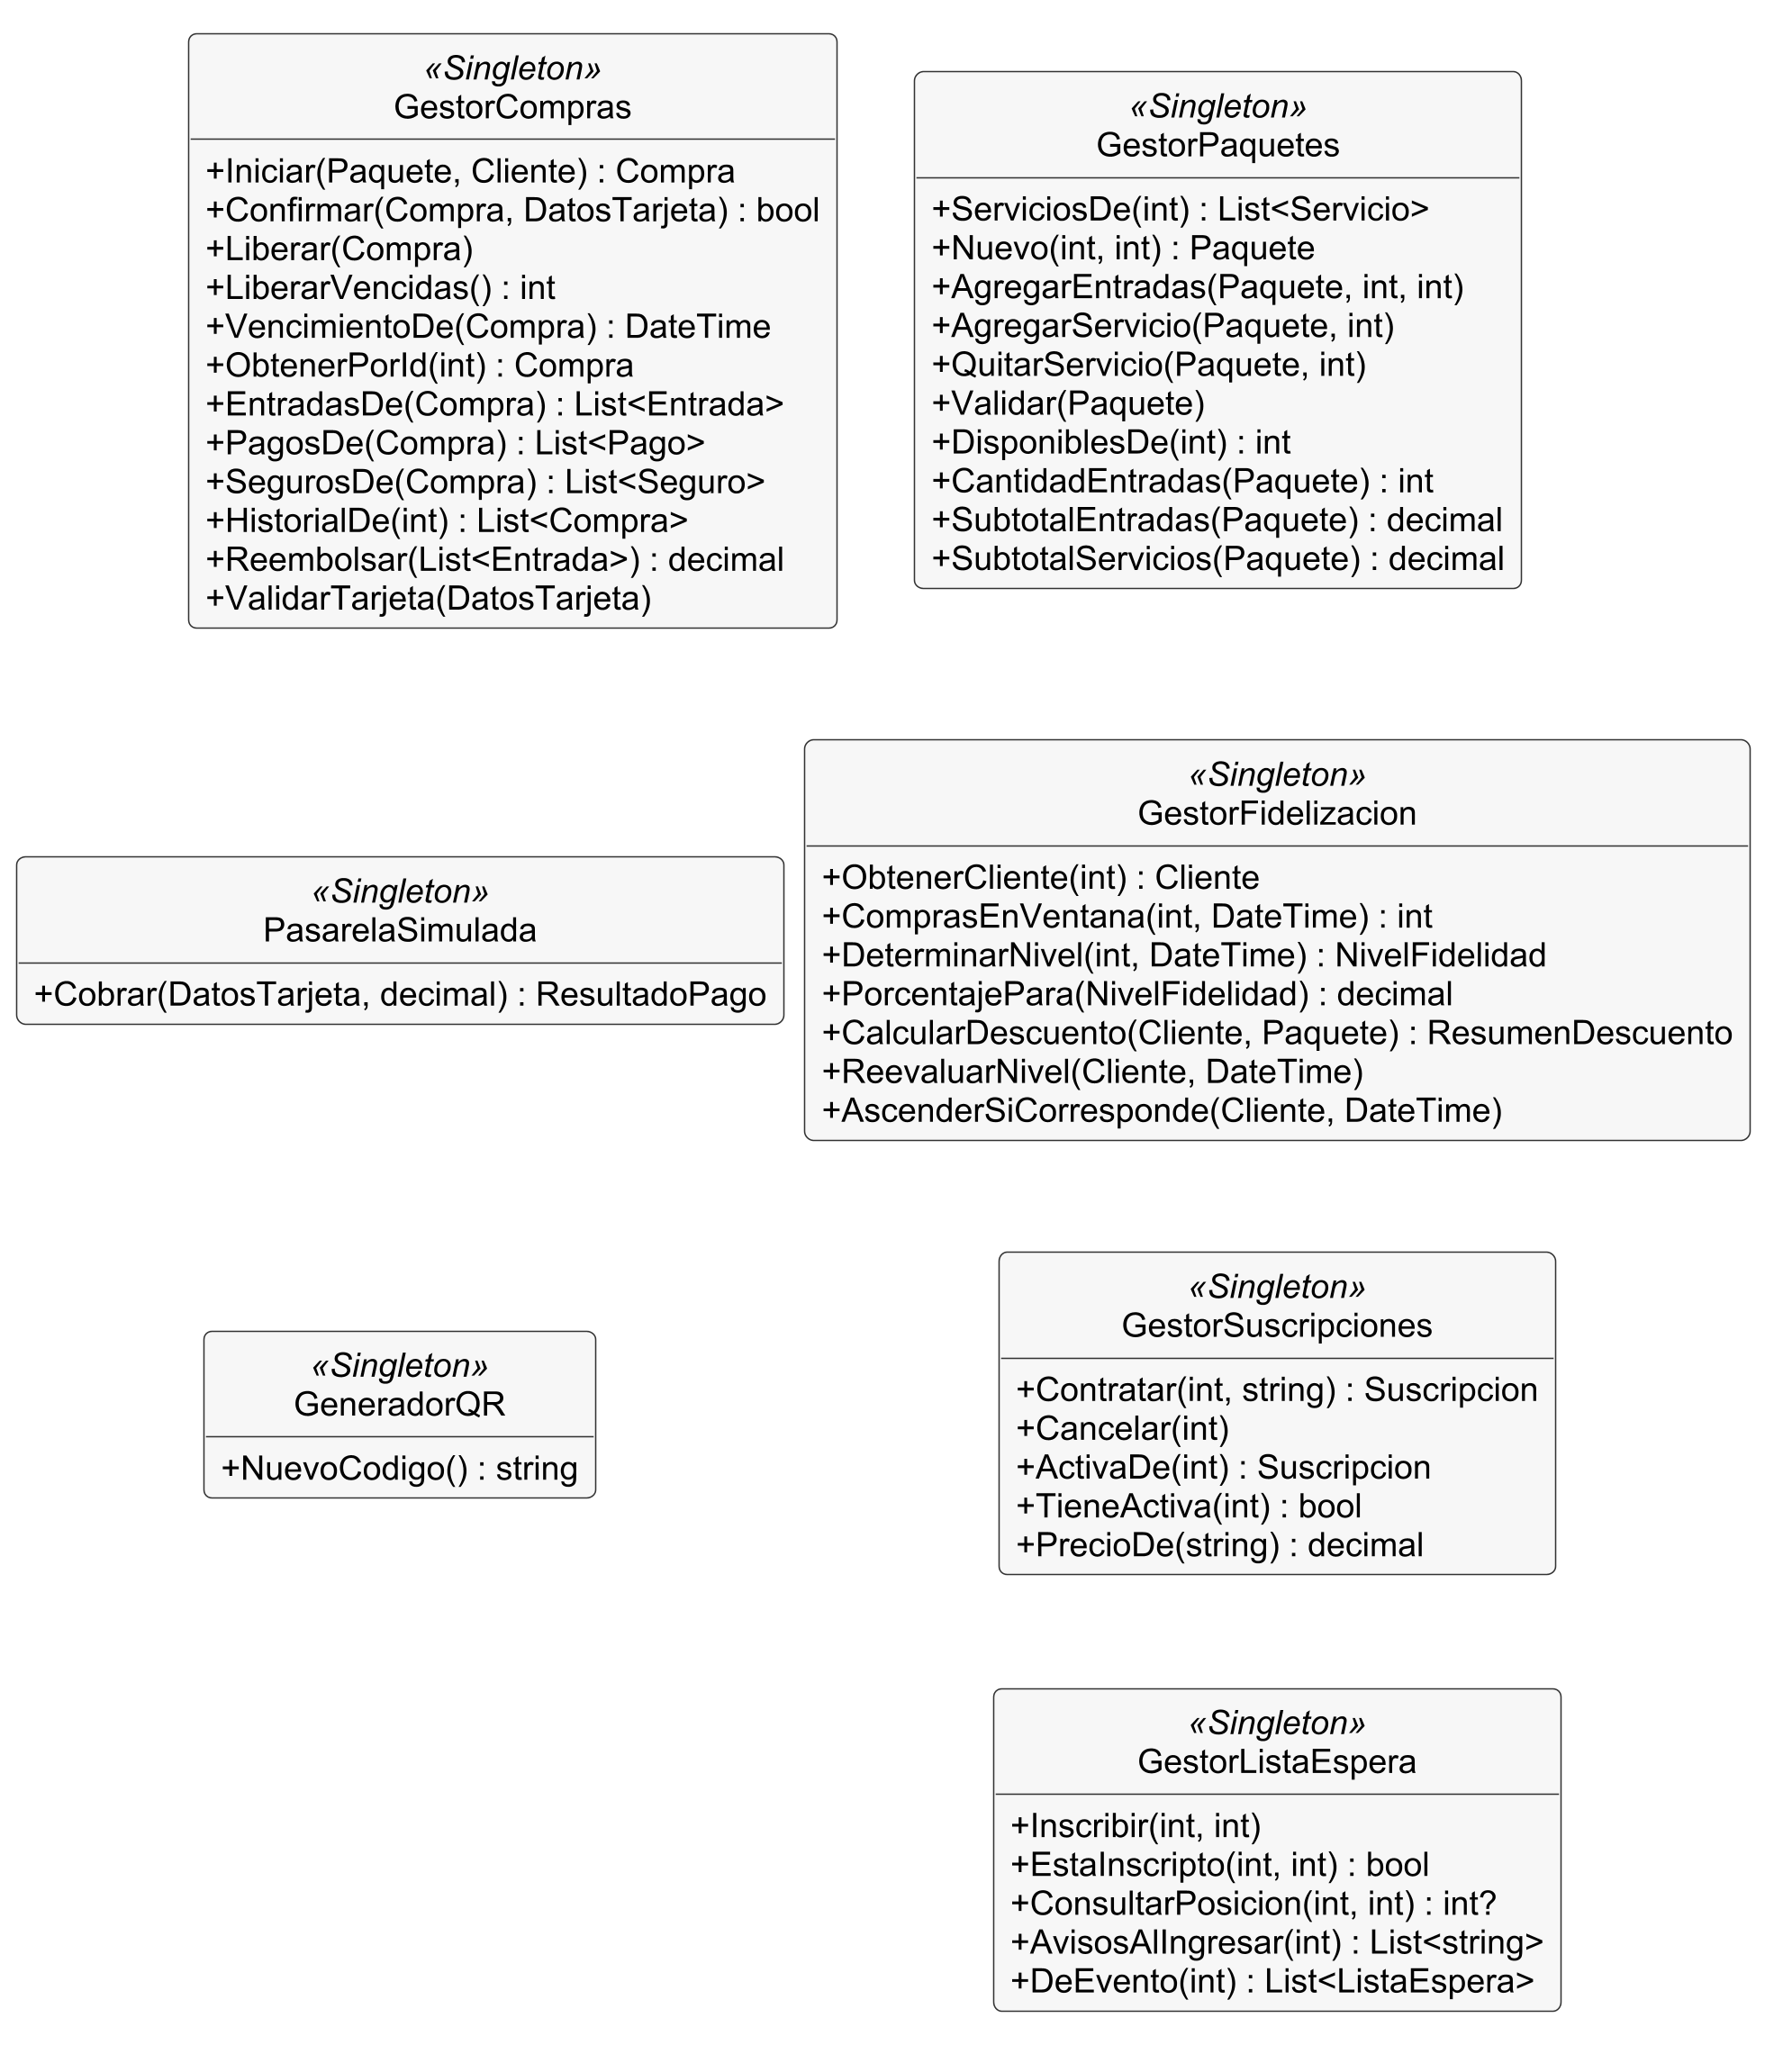 «Singleton»
GestorCompras
+Iniciar(Paquete, Cliente) : Compra
+Confirmar(Compra, DatosTarjeta) : bool
+Liberar(Compra)
+LiberarVencidas() : int
+VencimientoDe(Compra) : DateTime
+ObtenerPorId(int) : Compra
+EntradasDe(Compra) : List<Entrada>
+PagosDe(Compra) : List<Pago>
+SegurosDe(Compra) : List<Seguro>
+HistorialDe(int) : List<Compra>
+Reembolsar(List<Entrada>) : decimal
+ValidarTarjeta(DatosTarjeta)
«Singleton»
GestorPaquetes
+ServiciosDe(int) : List<Servicio>
+Nuevo(int, int) : Paquete
+AgregarEntradas(Paquete, int, int)
+AgregarServicio(Paquete, int)
+QuitarServicio(Paquete, int)
+Validar(Paquete)
+DisponiblesDe(int) : int
+CantidadEntradas(Paquete) : int
+SubtotalEntradas(Paquete) : decimal
+SubtotalServicios(Paquete) : decimal
«Singleton»
PasarelaSimulada
+Cobrar(DatosTarjeta, decimal) : ResultadoPago
«Singleton»
GestorFidelizacion
+ObtenerCliente(int) : Cliente
+ComprasEnVentana(int, DateTime) : int
+DeterminarNivel(int, DateTime) : NivelFidelidad
+PorcentajePara(NivelFidelidad) : decimal
+CalcularDescuento(Cliente, Paquete) : ResumenDescuento
+ReevaluarNivel(Cliente, DateTime)
+AscenderSiCorresponde(Cliente, DateTime)
«Singleton»
GeneradorQR
+NuevoCodigo() : string
«Singleton»
GestorSuscripciones
+Contratar(int, string) : Suscripcion
+Cancelar(int)
+ActivaDe(int) : Suscripcion
+TieneActiva(int) : bool
+PrecioDe(string) : decimal
«Singleton»
GestorListaEspera
+Inscribir(int, int)
+EstaInscripto(int, int) : bool
+ConsultarPosicion(int, int) : int?
+AvisosAlIngresar(int) : List<string>
+DeEvento(int) : List<ListaEspera>